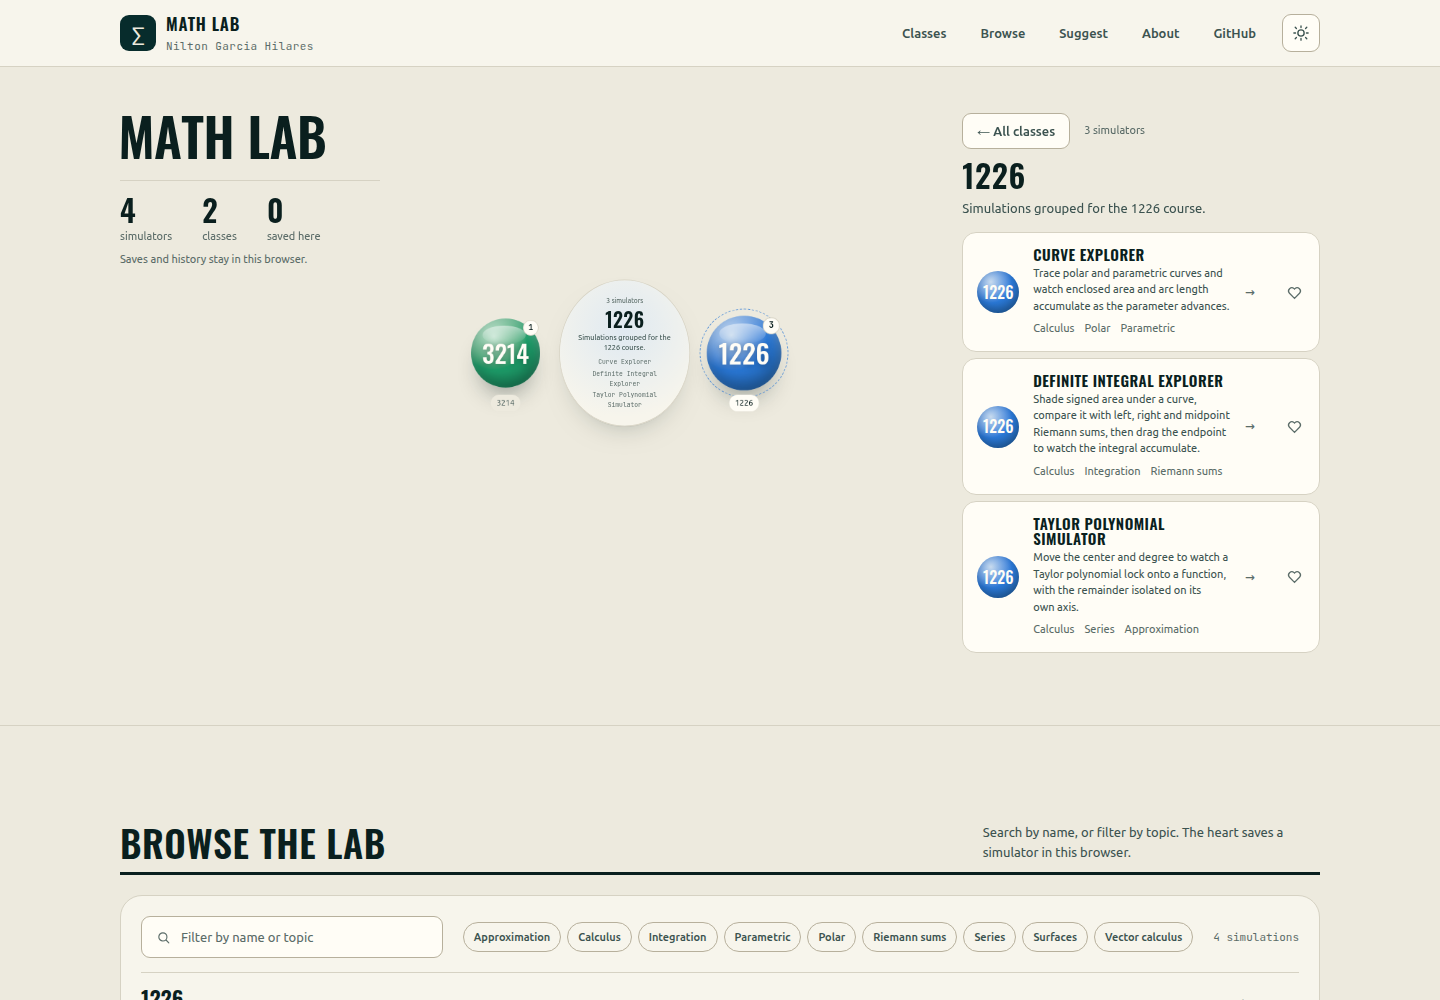 ∑
MATH LAB
Nilton Garcia Hilares
Classes
Browse
Suggest
About
GitHub
MATH LAB
4
simulators
2
classes
0
saved here
Saves and history stay in this browser.
3214
1
3214
3 simulators
1226
Simulations grouped for the
1226 course.
Curve Explorer
Definite Integral
Explorer
Taylor Polynomial
Simulator
1226
3
1226
← All classes
3 simulators
1226
Simulations grouped for the 1226 course.
1226
CURVE EXPLORER
Trace polar and parametric curves and
watch enclosed area and arc length
accumulate as the parameter advances.
Calculus Polar Parametric
→
1226
DEFINITE INTEGRAL EXPLORER
Shade signed area under a curve,
compare it with left, right and midpoint
Riemann sums, then drag the endpoint
to watch the integral accumulate.
Calculus Integration Riemann sums
→
1226
TAYLOR POLYNOMIAL
SIMULATOR
Move the center and degree to watch a
Taylor polynomial lock onto a function,
with the remainder isolated on its
own axis.
Calculus Series Approximation
→
BROWSE THE LAB
Search by name, or filter by topic. The heart saves a
simulator in this browser.
Filter by name or topic
Approximation
Calculus
Integration
Parametric
Polar
Riemann sums
Series
Surfaces
Vector calculus
4 simulations
1226